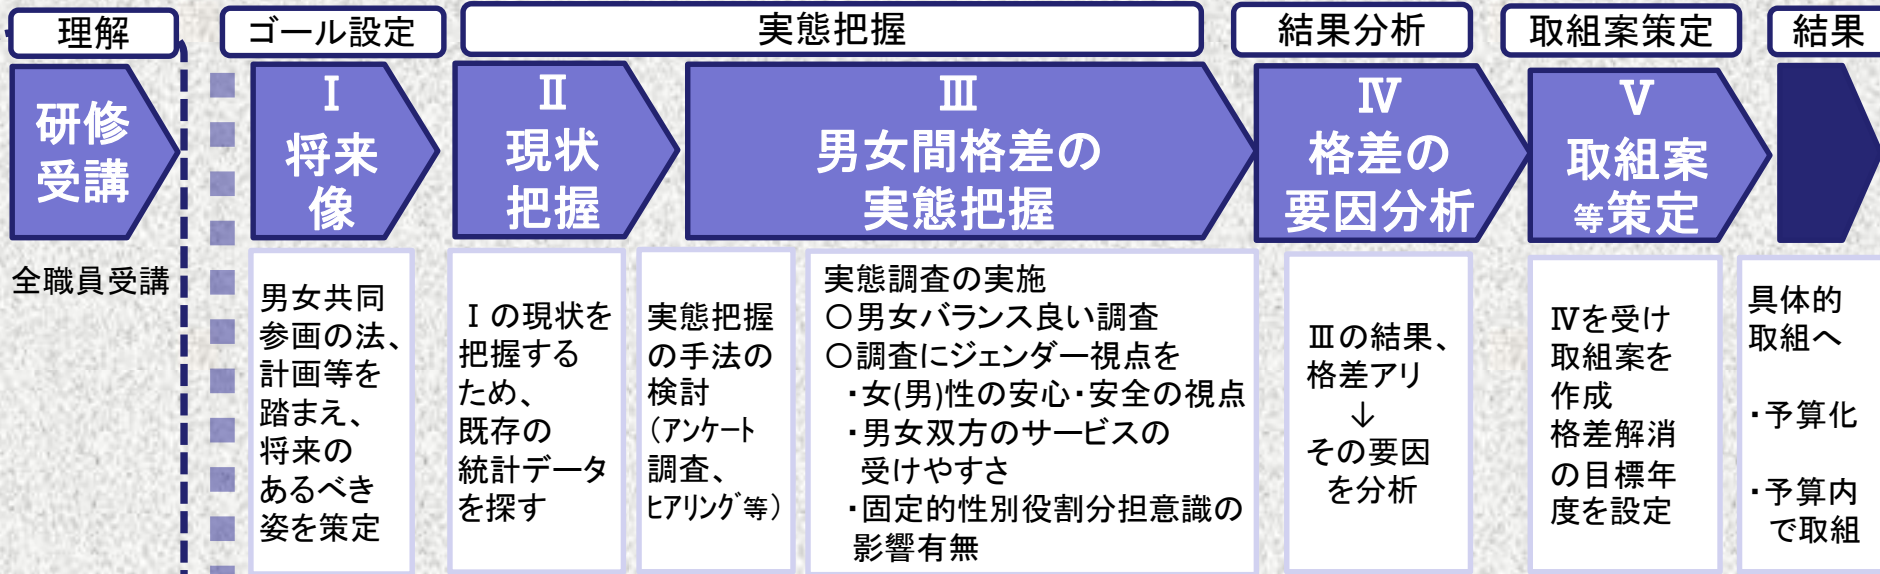 理解
ゴール設定
実態把握
結果分析
取組案策定
結果
研修
受講
Ⅰ
将来
像
Ⅱ
現状
把握
Ⅲ
男女間格差の
実態把握
Ⅳ
格差の
要因分析
Ⅴ
取組案
等策定
全職員受講
男女共同
参画の法、
計画等を
踏まえ、
将来の
あるべき
姿を策定
Ⅰの現状を
把握する
ため、
既存の
統計データ
を探す
実態把握
の手法の
検討
(アンケート
調査、
ヒアリング等)
実態調査の実施
〇男女バランス良い調査
〇調査にジェンダー視点を
・女(男)性の安心・安全の視点
・男女双方のサービスの
受けやすさ
・固定的性別役割分担意識の
影響有無
Ⅲの結果、
格差アリ
↓
その要因
を分析
Ⅳを受け
取組案を
作成
格差解消
の目標年
度を設定
具体的
取組へ
・予算化
・予算内
で取組